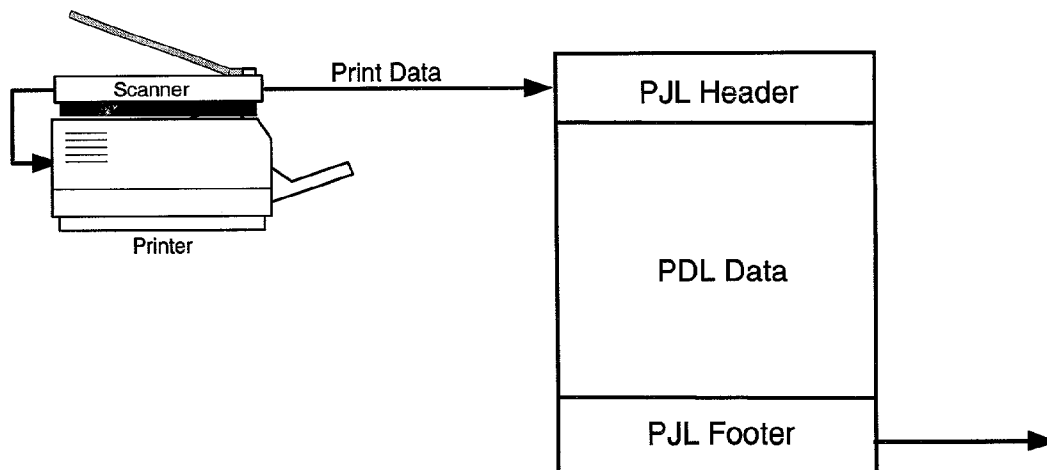 Scanner
Print Data
PJL Header
Printer
PDL Data
PJL Footer